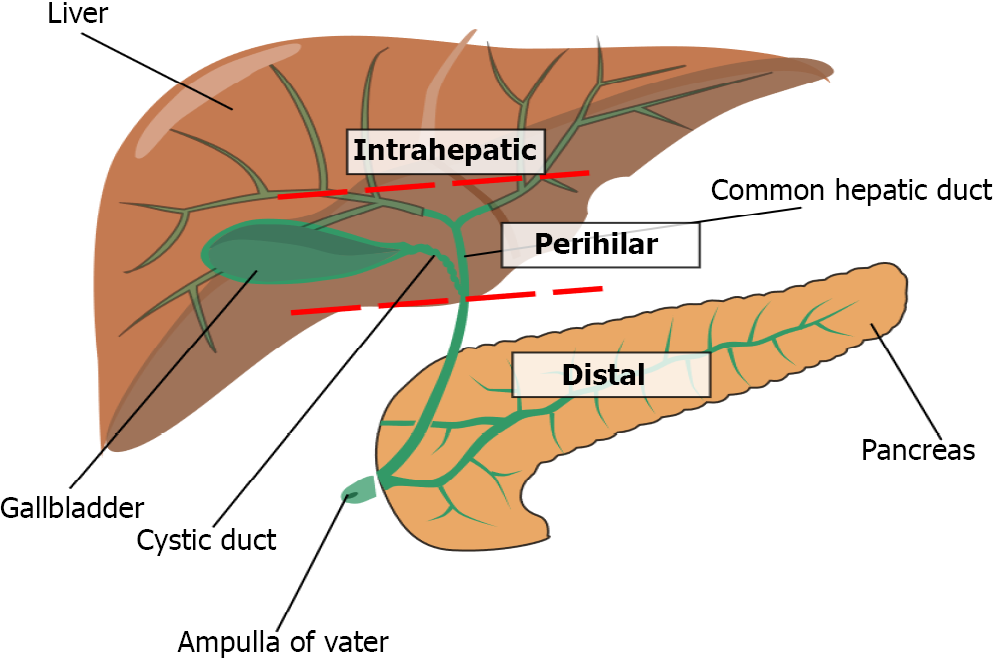 Liver
Intrahepatic
Common hepatic duct
Perihilar
Distal
Pancreas
Gallbladder
Cystic duct
Ampulla of vater